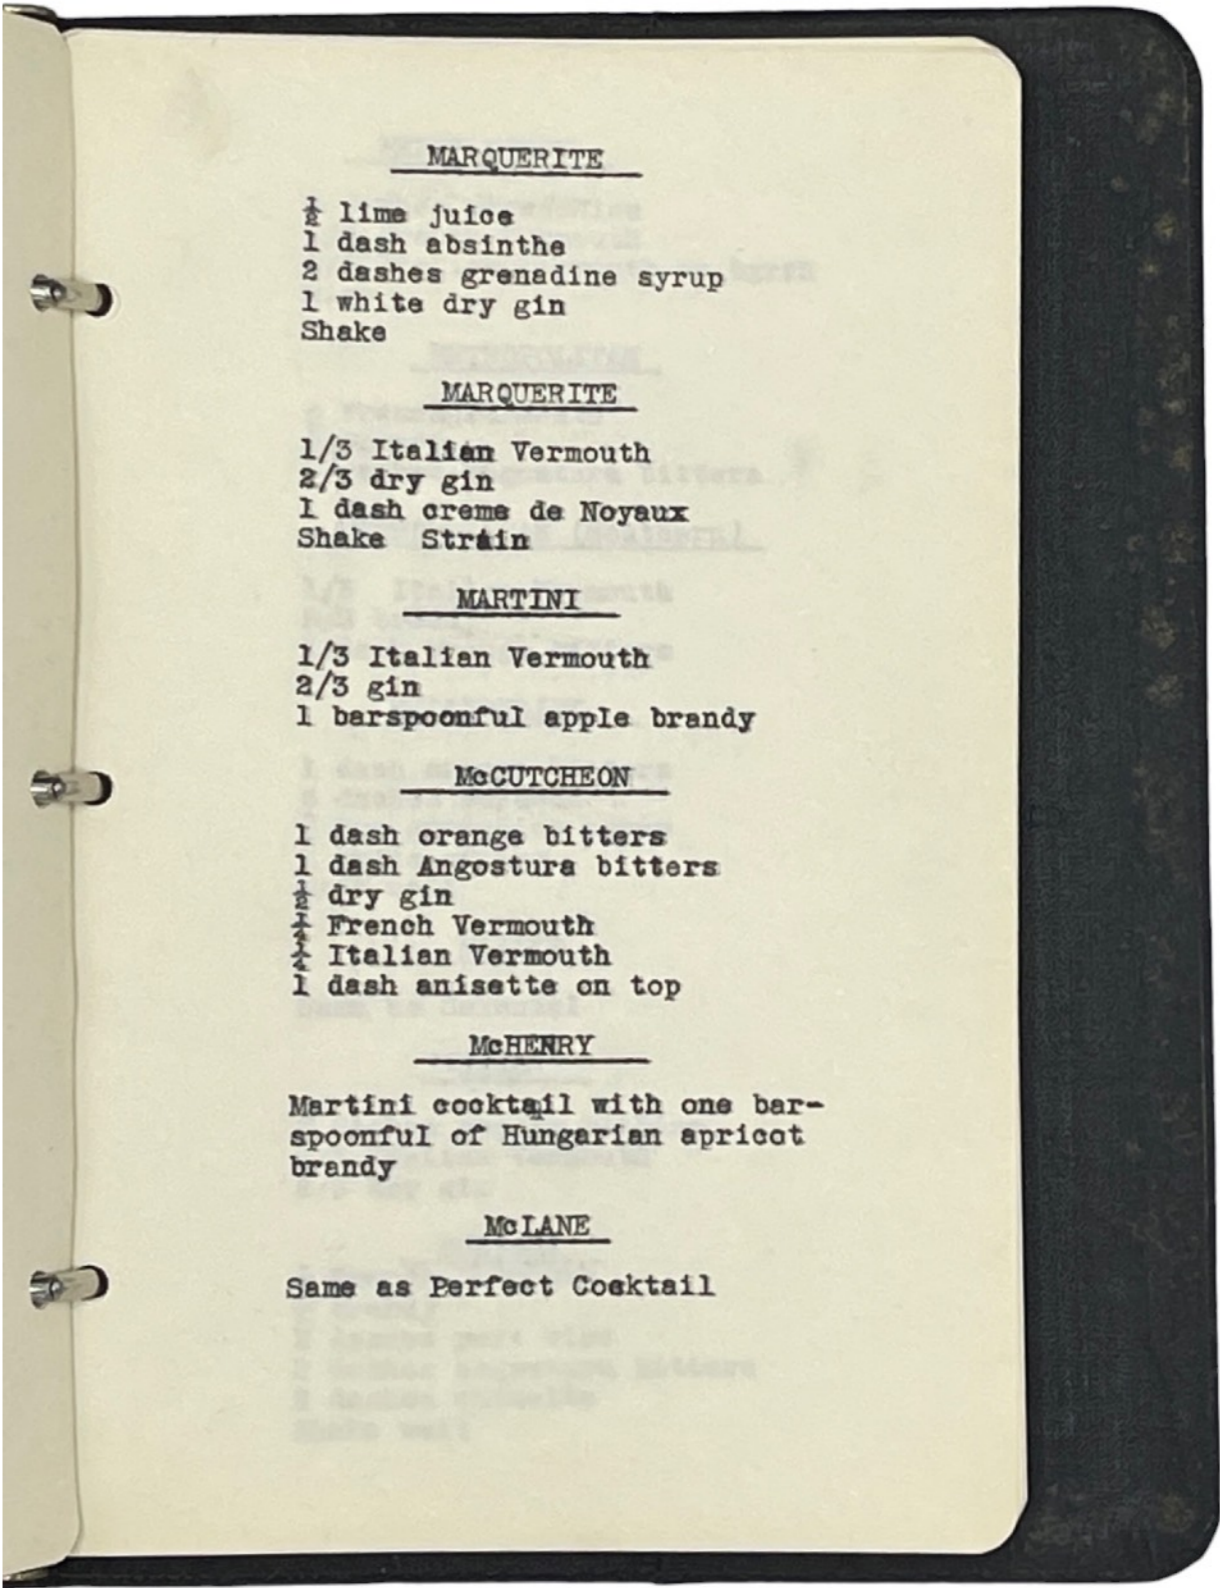 MARQUERITE
½ lime juice
1 dash absinthe
2 dashes grenadine syrup
1 white dry gin
Shake
MARQUERITE
1/3 Italian Vermouth
2/3 dry gin
1 dash creme de Noyaux
Shake  Strain
MARTINI
1/3 Italian Vermouth
2/3 gin
1 barspoonful apple brandy
McCUTCHEON
1 dash orange bitters
1 dash Angostura bitters
½ dry gin
¼ French Vermouth
¼ Italian Vermouth
1 dash anisette on top
McHENRY
Martini cocktail with one bar-
spoonful of Hungarian apricot
brandy
McLANE
Same as Perfect Cocktail